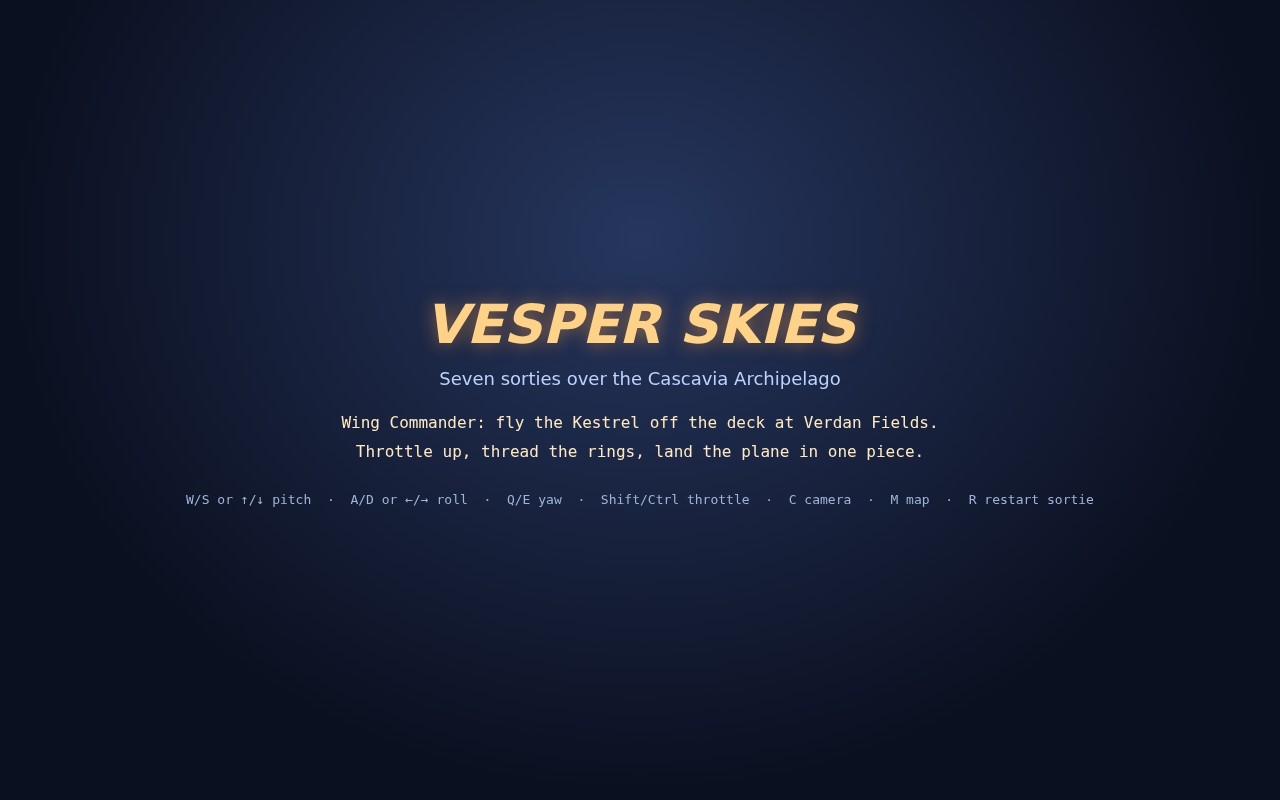 VESPER SKIES
Seven sorties over the Cascavia Archipelago
Wing Commander: fly the Kestrel off the deck at Verdan Fields.
Throttle up, thread the rings, land the plane in one piece.
W/S or ↑/↓ pitch · A/D or ←/→ roll · Q/E yaw · Shift/Ctrl throttle · C camera · M map · R restart sortie